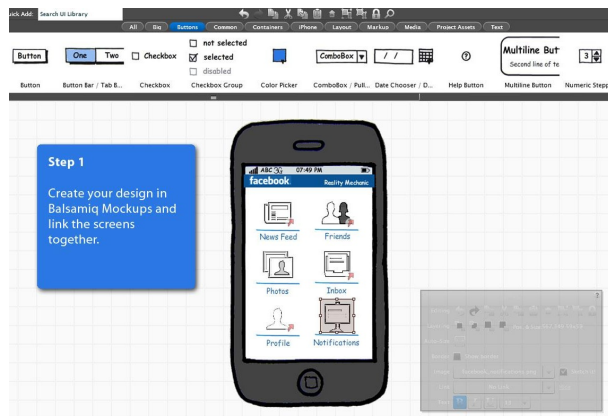 Quick Add: Search UI Library
All Big Buttons Common Containers iPhone Layout Markup Media Project Assets Text
Button
One Two
Checkbox
not selected
selected
disabled
ComboBox
/ /
?
Multiline But
Second line of te
3
Button
Button Bar / Tab B...
Checkbox
Checkbox Group
Color Picker
ComboBox / Pull...
Date Chooser / D...
Help Button
Multiline Button
Numeric Stepp
Step 1
Create your design in
Balsamiq Mockups and
link the screens
together.
ABC 3G 07:49 PM
facebook Reality Mechanic
News Feed Friends
Photos Inbox
Profile Notifications